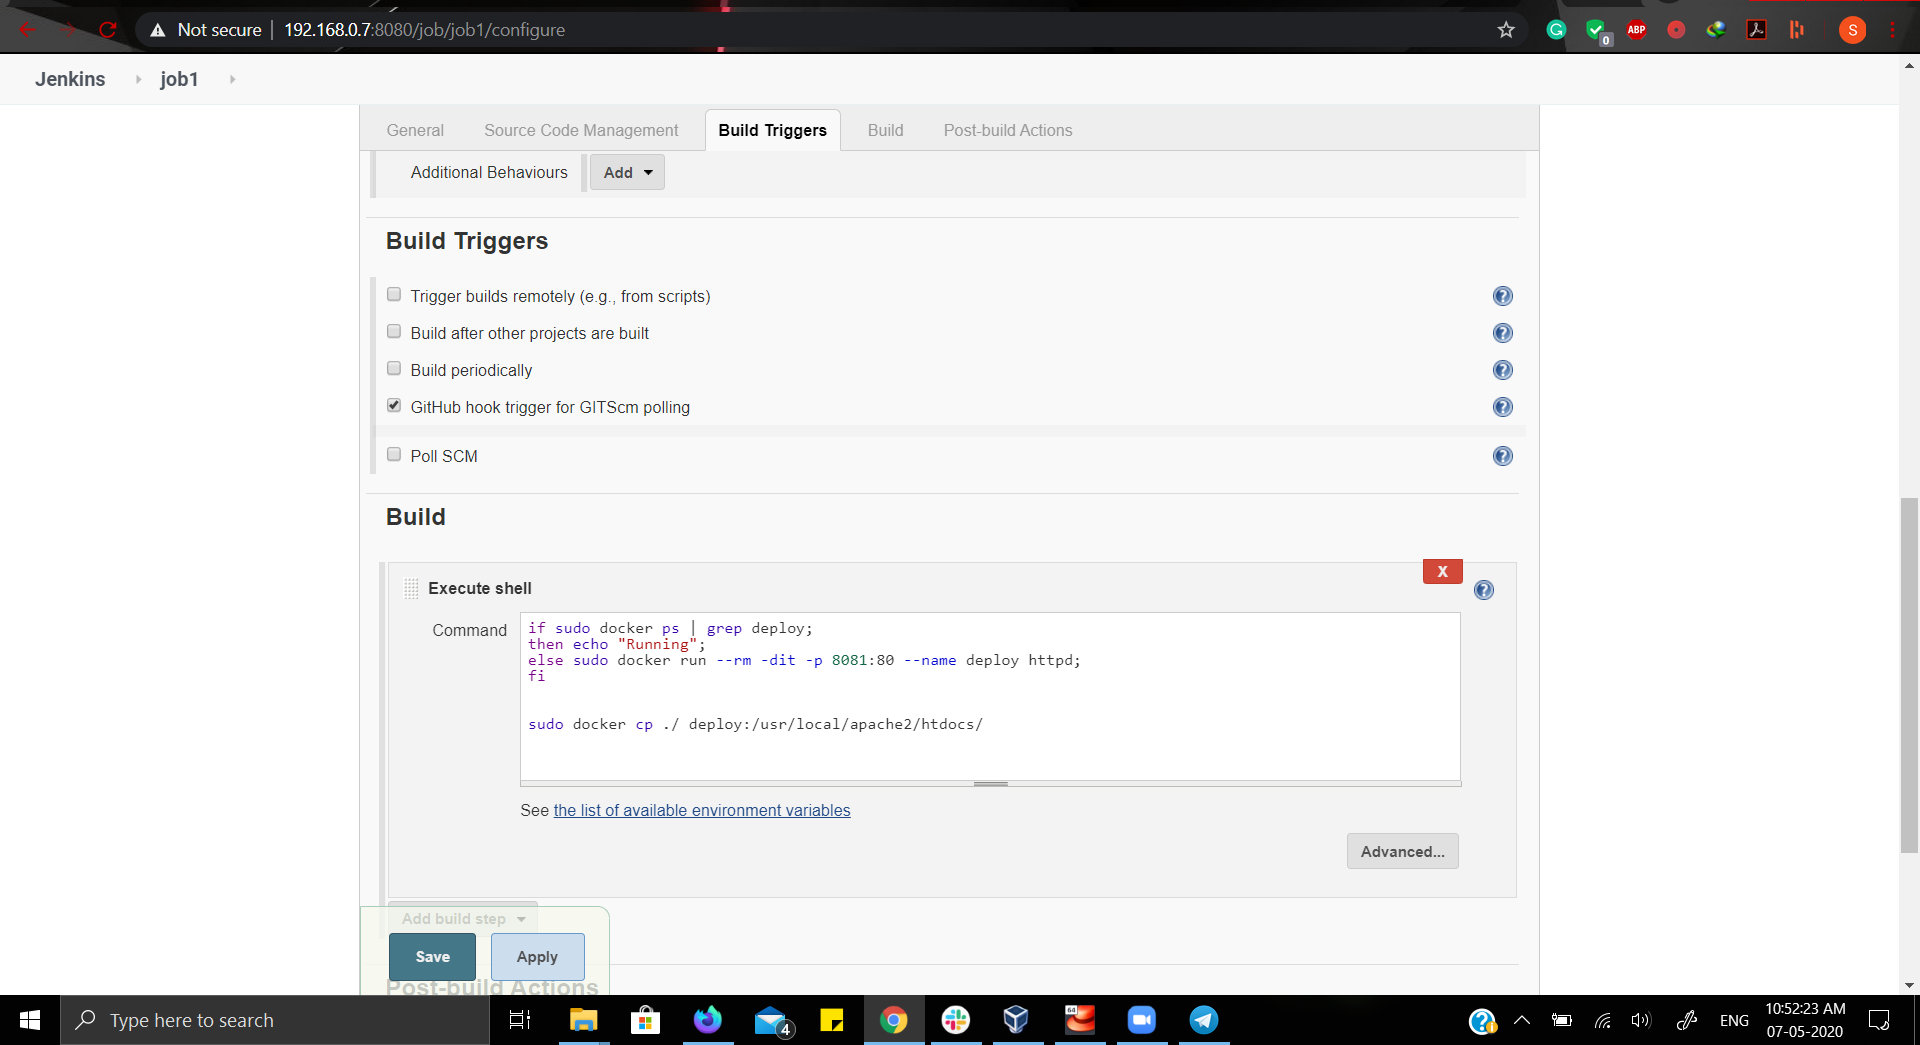 Not secure | 192.168.0.7:8080/job/job1/configure
0
ABP
S
Jenkins job1
General Source Code Management Build Triggers Build Post-build Actions
Additional Behaviours Add
Build Triggers
Trigger builds remotely (e.g., from scripts)
Build after other projects are built
Build periodically
GitHub hook trigger for GITScm polling
Poll SCM
Build
X
Execute shell
Command
if sudo docker ps | grep deploy;
then echo "Running";
else sudo docker run --rm -dit -p 8081:80 --name deploy httpd;
fi
sudo docker cp ./ deploy:/usr/local/apache2/htdocs/
See the list of available environment variables
Advanced...
Add build step
Save Apply
Post-build Actions
Type here to search
4
64
ENG
10:52:23 AM
07-05-2020